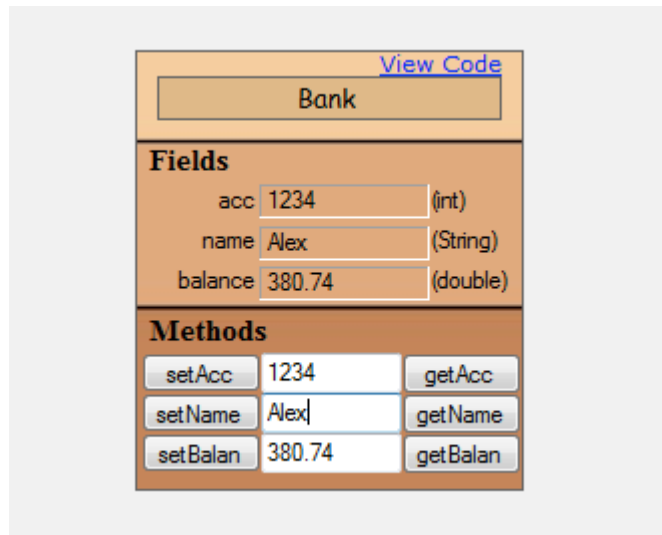 View Code
Bank
Fields
acc 1234 (int)
name Alex (String)
balance 380.74 (double)
Methods
setAcc 1234 getAcc
setName Alex getName
setBalan 380.74 getBalan